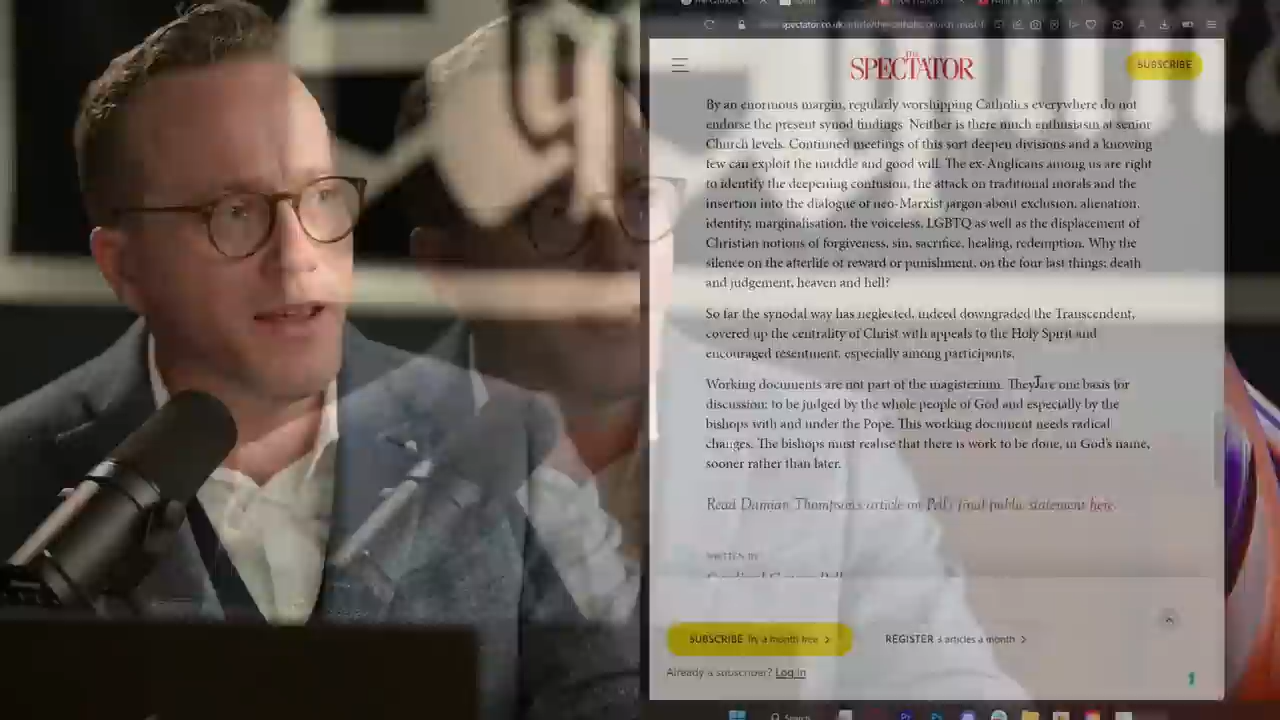 spectator.co.uk
THE
SPECTATOR
SUBSCRIBE
By an enormous margin, regularly worshipping Catholics everywhere do not
endorse the present synod findings. Neither is there much enthusiasm at senior
Church levels. Continued meetings of this sort deepen divisions and a knowing
few can exploit the muddle and good will. The ex-Anglicans among us are right
to identify the deepening confusion, the attack on traditional morals and the
insertion into the dialogue of neo-Marxist jargon about exclusion, alienation,
identity, marginalisation, the voiceless, LGBTQ as well as the displacement of
Christian notions of forgiveness, sin, sacrifice, healing, redemption. Why the
silence on the afterlife of reward or punishment, on the four last things; death
and judgement, heaven and hell?
So far the synodal way has neglected, indeed downgraded the Transcendent,
covered up the centrality of Christ with appeals to the Holy Spirit and
encouraged resentment, especially among participants.
Working documents are not part of the magisterium. They are one basis for
discussion; to be judged by the whole people of God and especially by the
bishops with and under the Pope. This working document needs radical
changes. The bishops must realise that there is work to be done, in God's name,
sooner rather than later.
Read Damian Thompson's article on Pell's final public statement here.
WRITTEN BY
Cardinal George Pell
SUBSCRIBE Try a month free >
REGISTER 3 articles a month >
Already a subscriber? Log in
Search